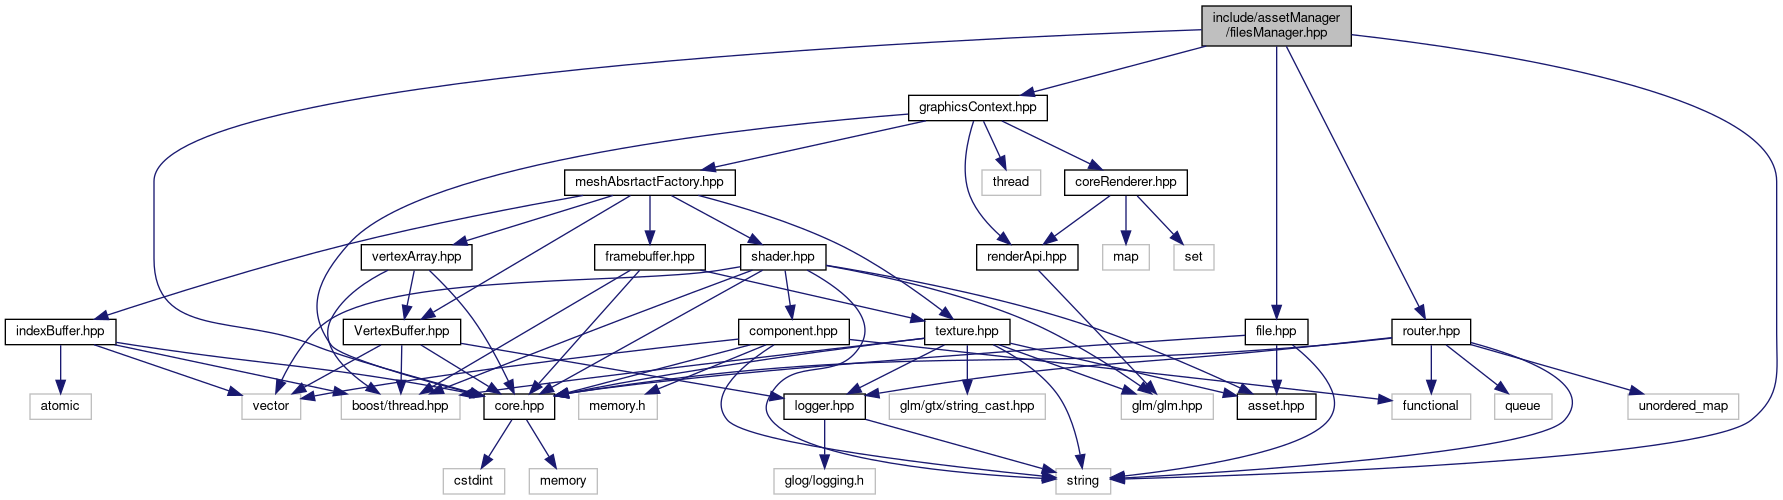 include/assetManager
/filesManager.hpp
graphicsContext.hpp
meshAbsrtactFactory.hpp
thread
coreRenderer.hpp
vertexArray.hpp
framebuffer.hpp
shader.hpp
renderApi.hpp
map
set
indexBuffer.hpp
VertexBuffer.hpp
component.hpp
texture.hpp
file.hpp
router.hpp
atomic
vector
boost/thread.hpp
core.hpp
memory.h
logger.hpp
glm/gtx/string_cast.hpp
glm/glm.hpp
asset.hpp
functional
queue
unordered_map
cstdint
memory
glog/logging.h
string